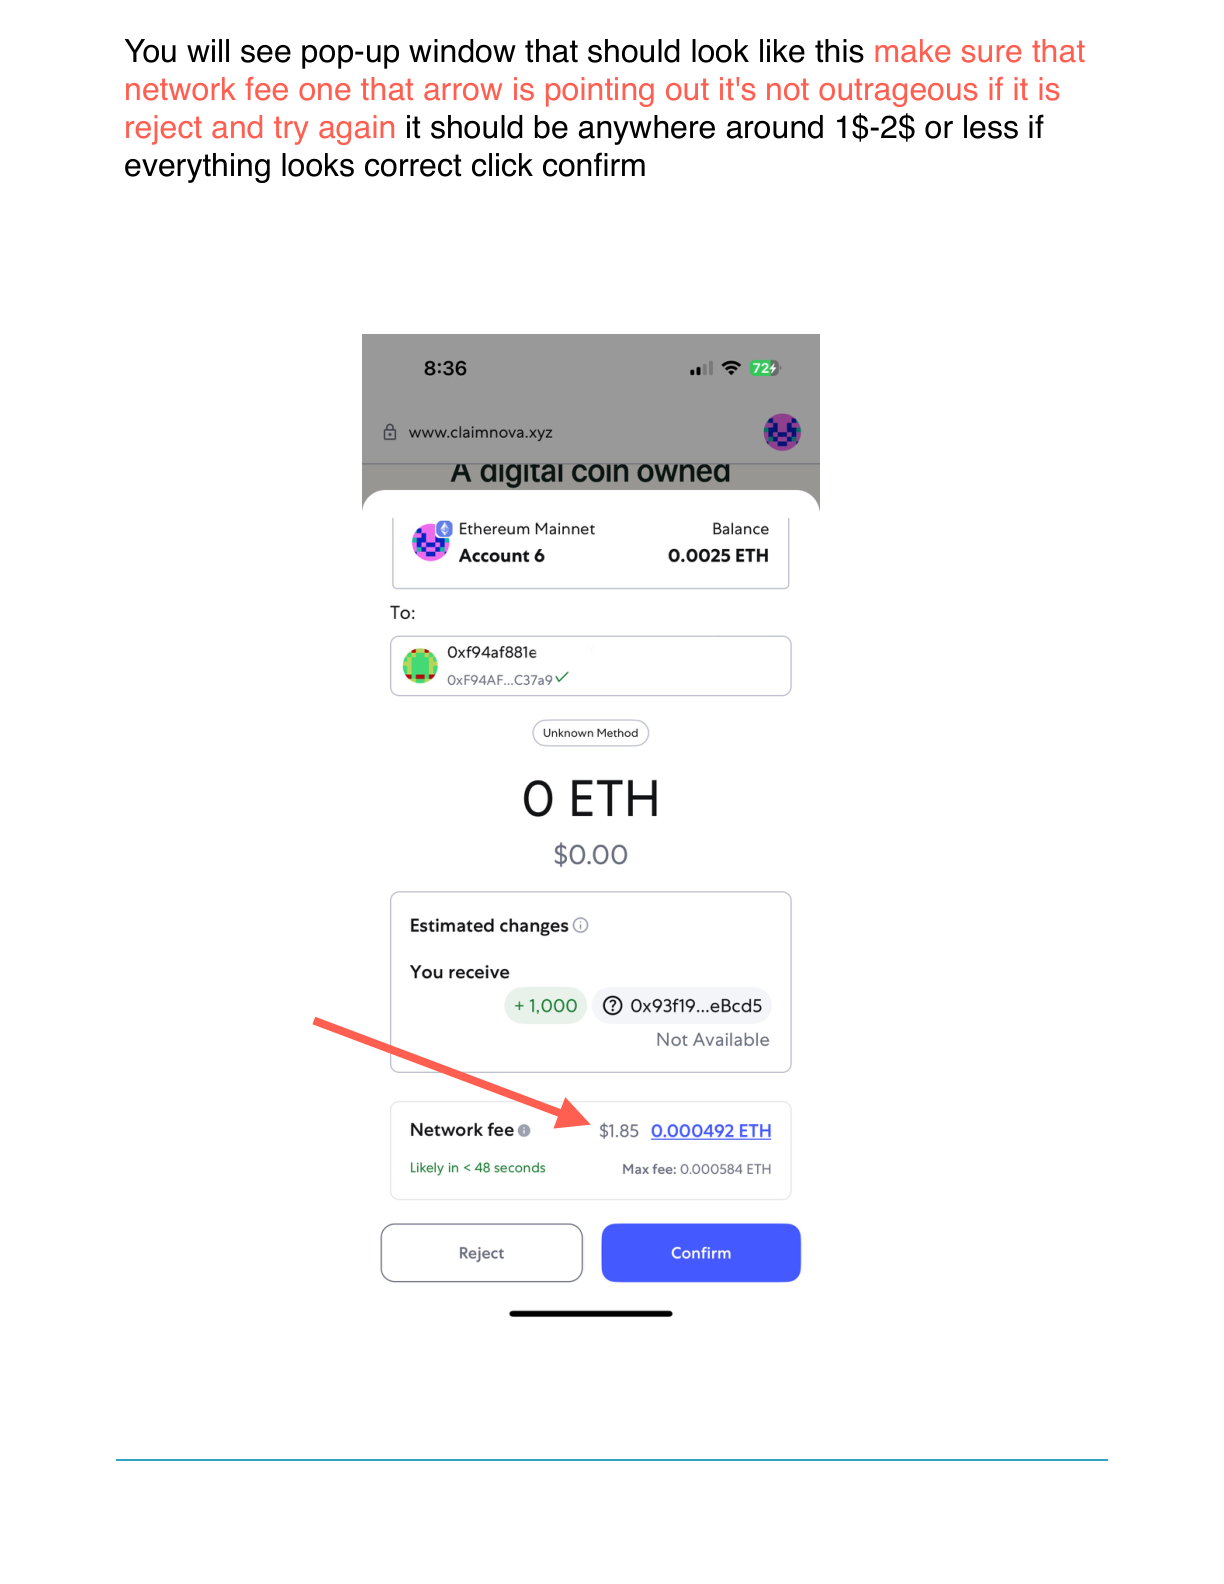 You will see pop-up window that should look like this make sure that
network fee one that arrow is pointing out it's not outrageous if it is
reject and try again it should be anywhere around 1$-2$ or less if
everything looks correct click confirm
8:36
72
www.claimnova.xyz
A digital coin owned
Ethereum Mainnet Balance
Account 6 0.0025 ETH
To:
0xf94af881e
0xF94AF...C37a9
Unknown Method
0 ETH
$0.00
Estimated changes
You receive
+ 1,000 0x93f19...eBcd5
Not Available
Network fee $1.85 0.000492 ETH
Likely in < 48 seconds Max fee: 0.000584 ETH
Reject Confirm